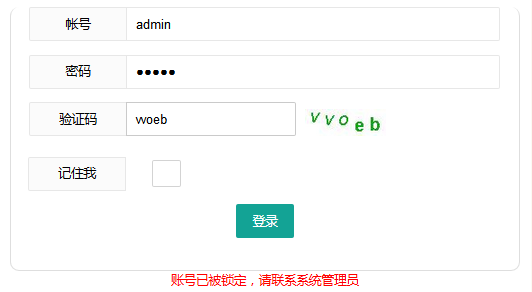 帐号 admin
密码 •••••
验证码 vvoeb vvoeb
记住我
登录
账号已被锁定，请联系系统管理员